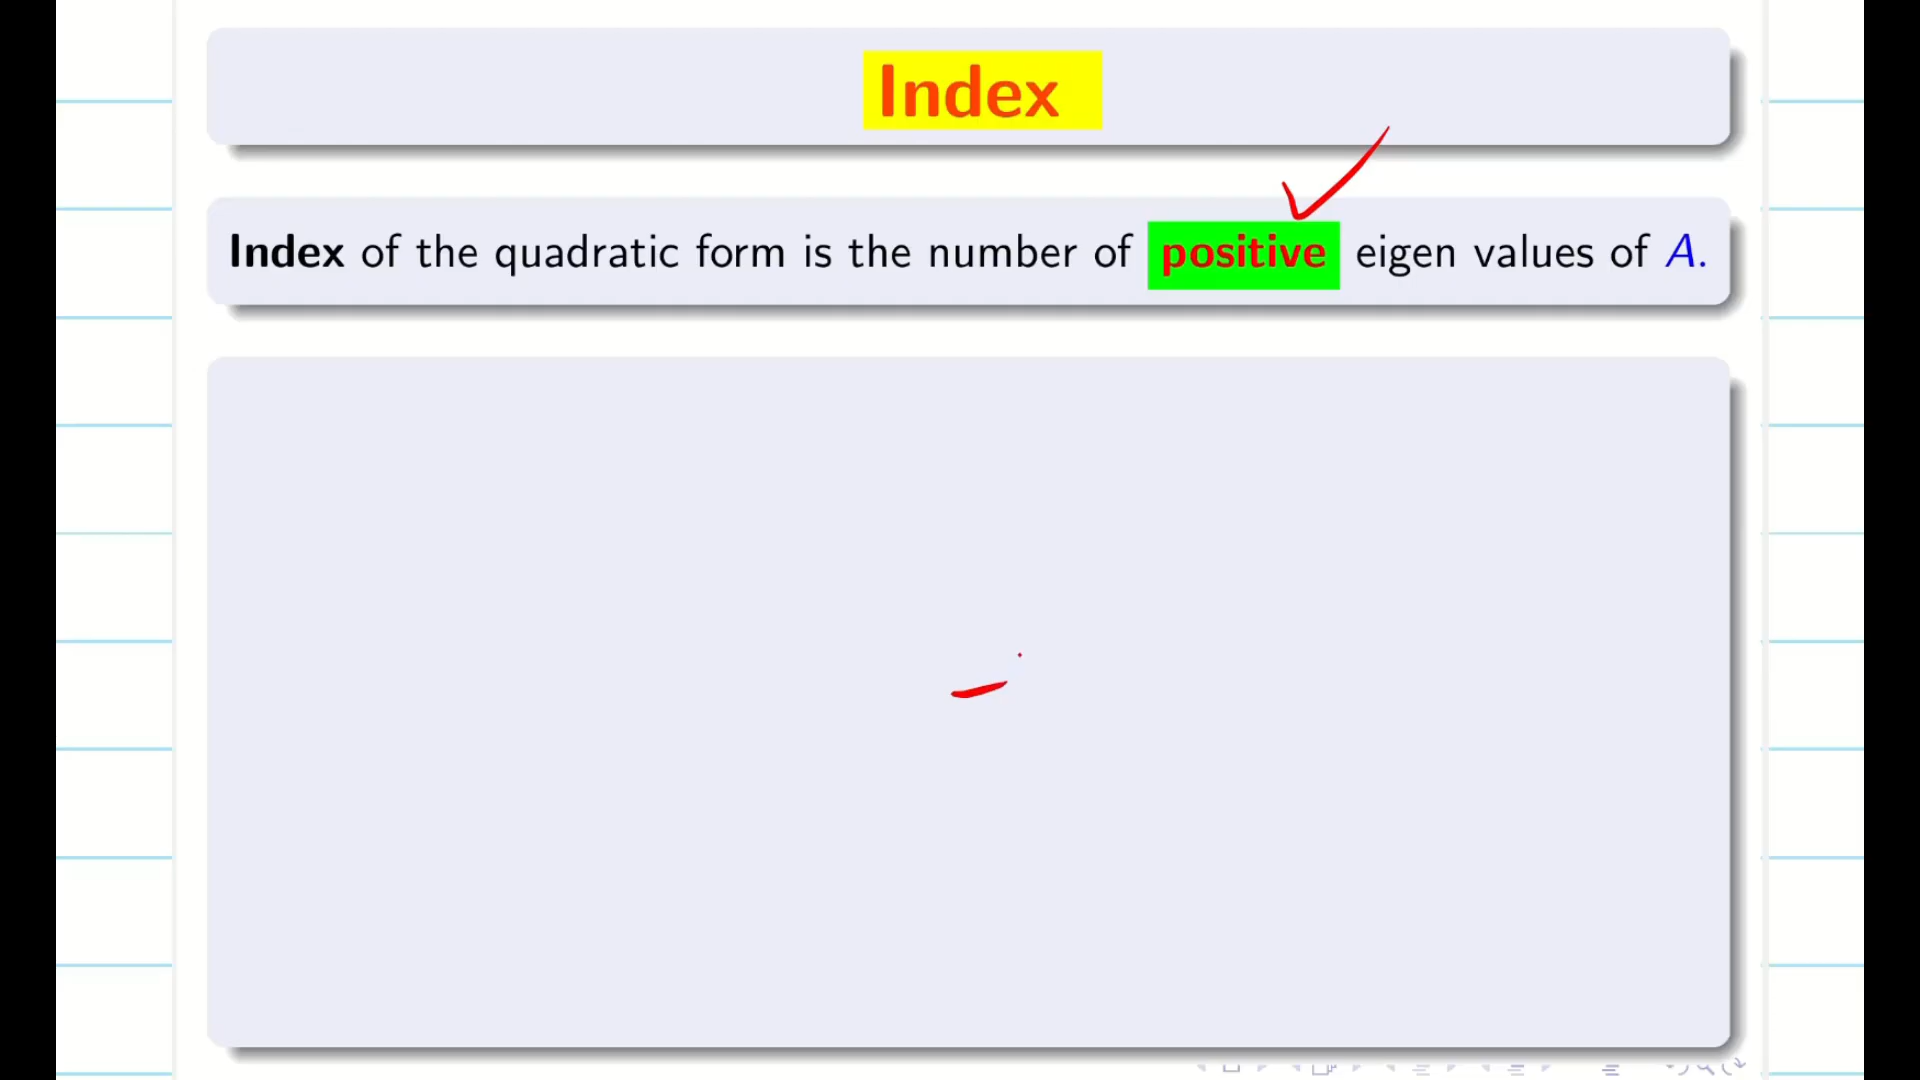 Index
Index of the quadratic form is the number of positive eigen values of A.